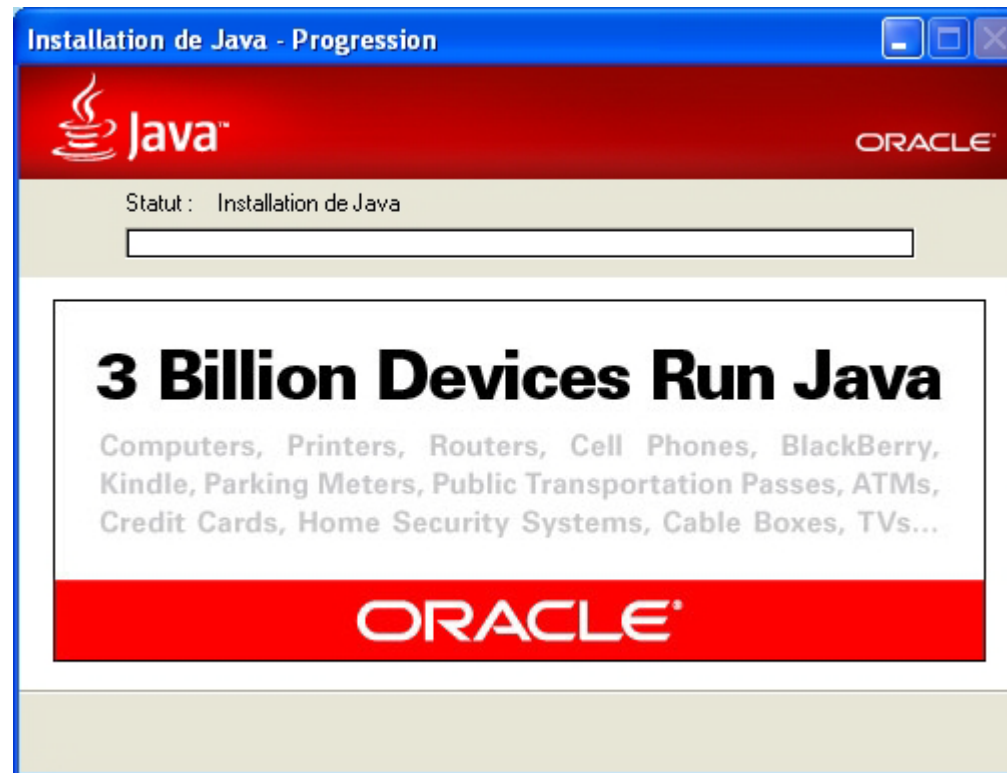 Installation de Java - Progression
Java™
ORACLE®
Statut : Installation de Java
3 Billion Devices Run Java
Computers, Printers, Routers, Cell Phones, BlackBerry,
Kindle, Parking Meters, Public Transportation Passes, ATMs,
Credit Cards, Home Security Systems, Cable Boxes, TVs...
ORACLE®